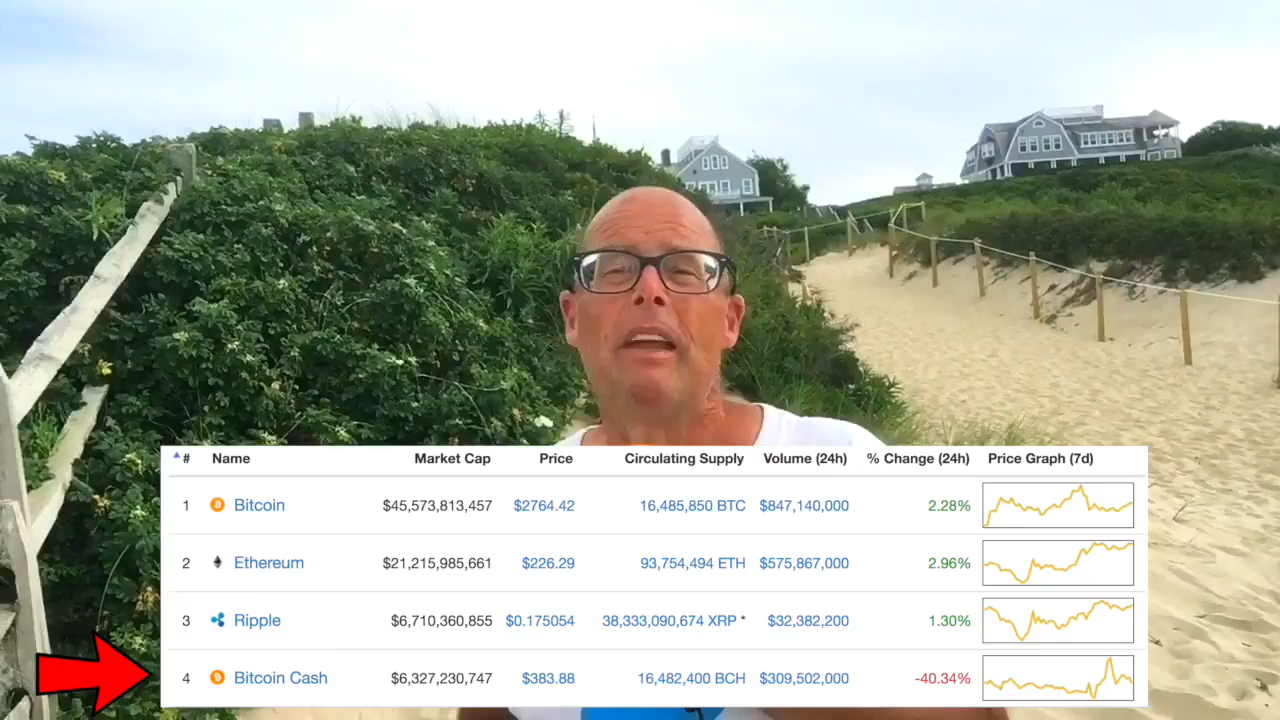 # Name Market Cap Price Circulating Supply Volume (24h) % Change (24h) Price Graph (7d)
1 Bitcoin $45,573,813,457 $2764.42 16,485,850 BTC $847,140,000 2.28%
2 Ethereum $21,215,985,661 $226.29 93,754,494 ETH $575,867,000 2.96%
3 Ripple $6,710,360,855 $0.175054 38,333,090,674 XRP * $32,382,200 1.30%
4 Bitcoin Cash $6,327,230,747 $383.88 16,482,400 BCH $309,502,000 -40.34%